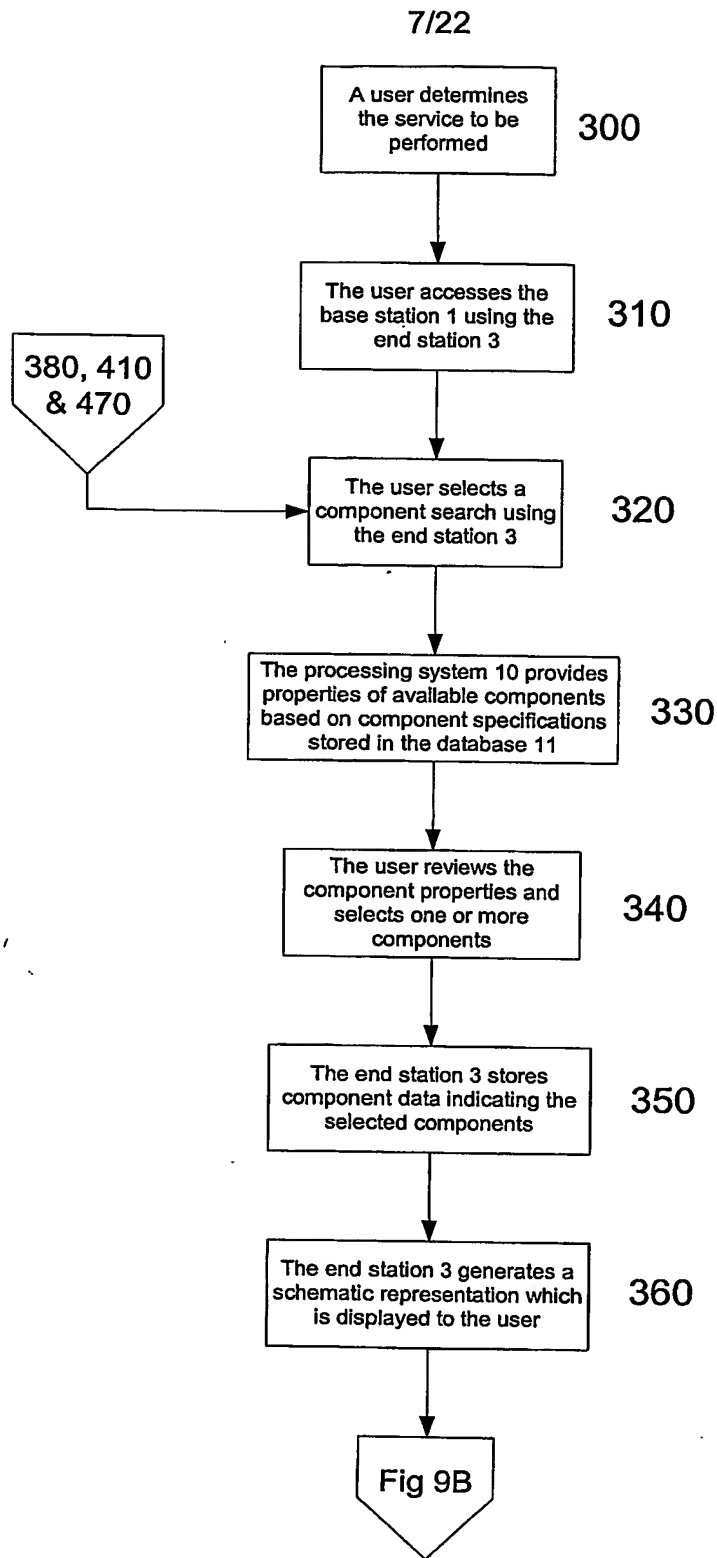 7/22
A user determines
the service to be
performed
300
The user accesses the
base station 1 using the
end station 3
310
380, 410
& 470
The user selects a
component search using
the end station 3
320
The processing system 10 provides
properties of available components
based on component specifications
stored in the database 11
330
The user reviews the
component properties and
selects one or more
components
340
The end station 3 stores
component data indicating the
selected components
350
The end station 3 generates a
schematic representation which
is displayed to the user
360
Fig 9B